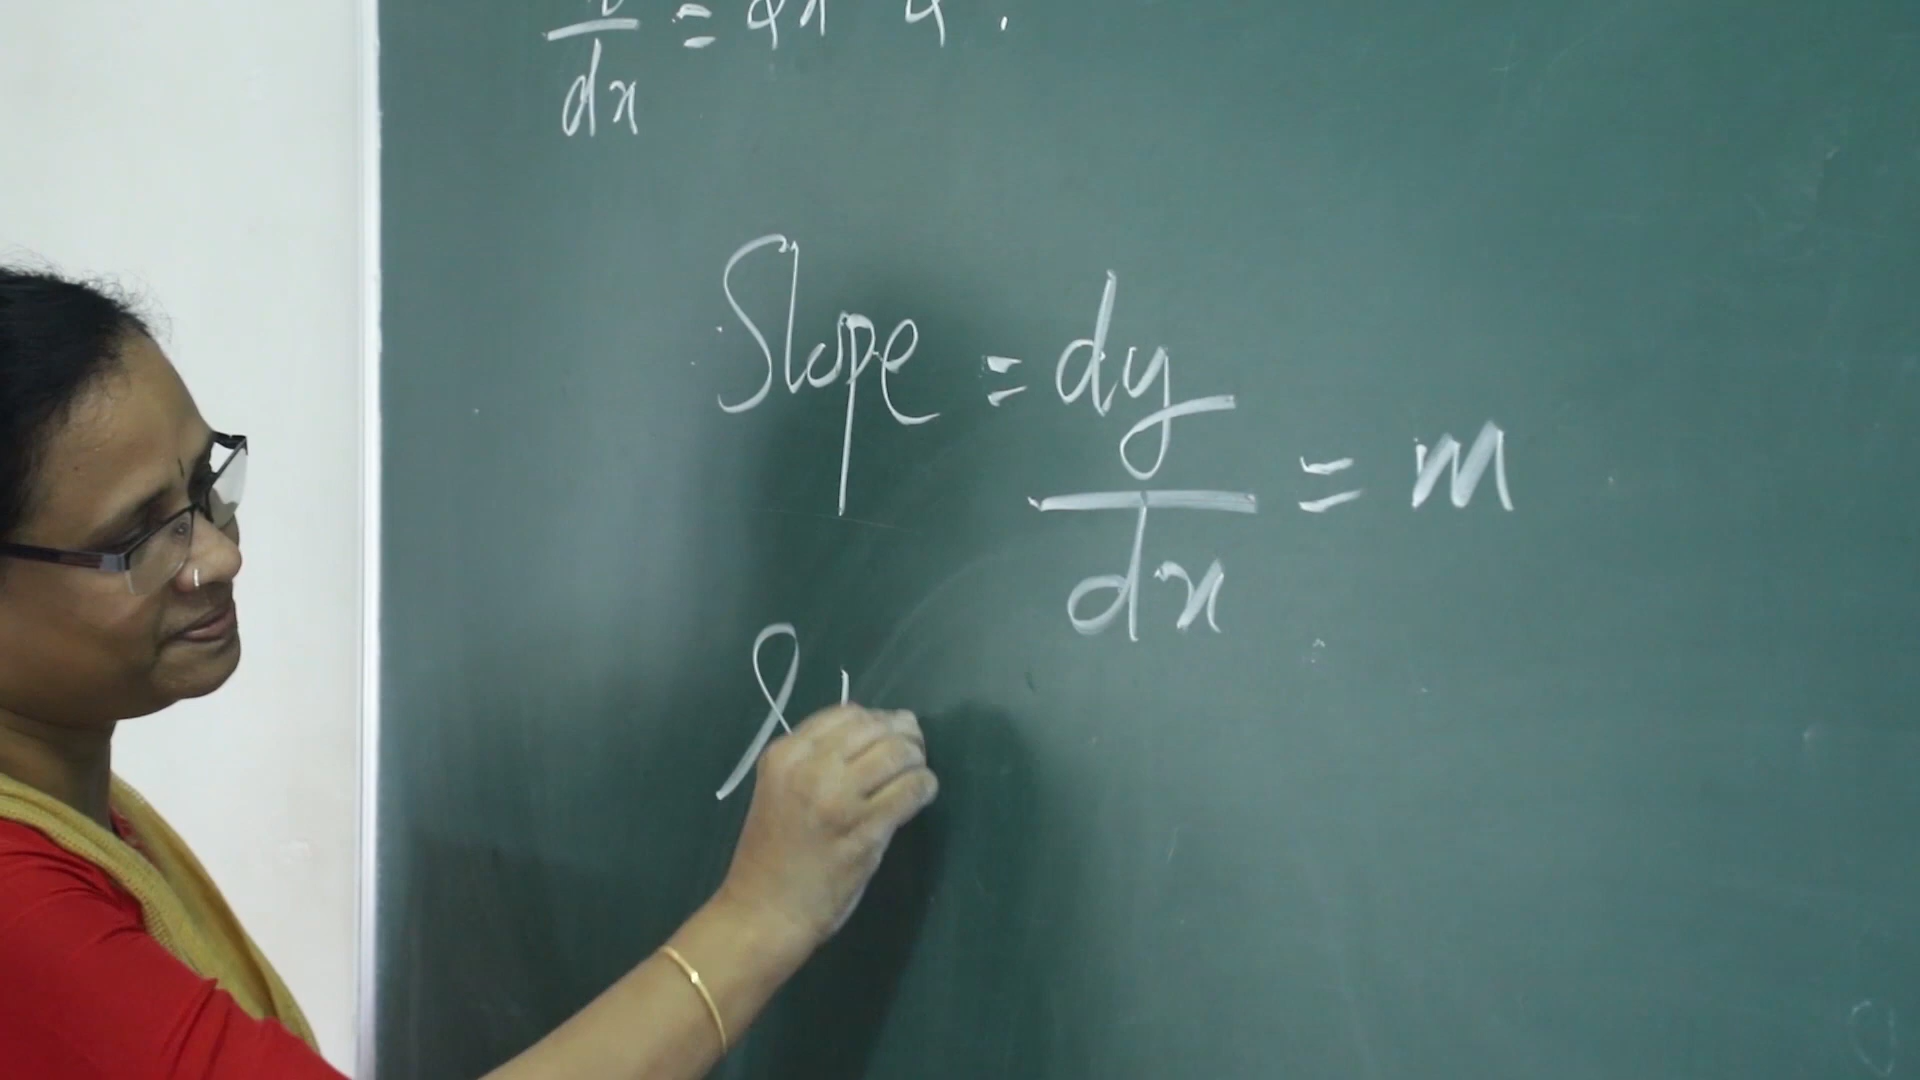 dx
Slope = dy/dx = m